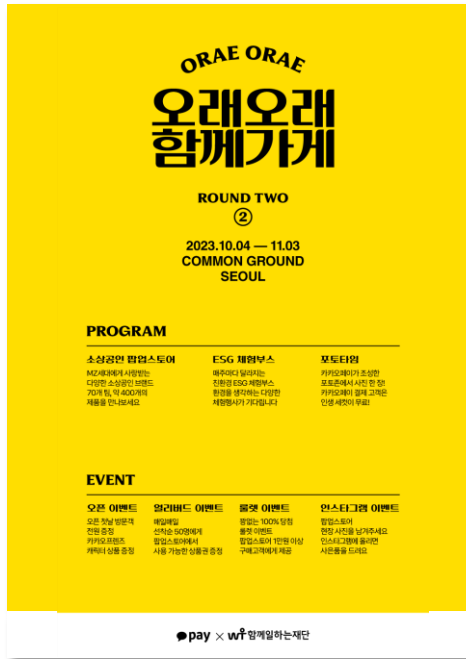 ORAE ORAE
오래오래
함께가게
ROUND TWO
②
2023.10.04 — 11.03
COMMON GROUND
SEOUL
PROGRAM
소상공인 팝업스토어
MZ세대에게 사랑받는
다양한 소상공인 브랜드
70개 팀, 약 400개의
제품을 만나보세요
ESG 체험부스
매주마다 달라지는
친환경 ESG 체험부스
환경을 생각하는 다양한
체험행사가 기다립니다
포토타임
카카오페이가 조성한
포토존에서 사진 한 장!
카카오페이 결제 고객은
인생 세컷이 무료!
EVENT
오픈 이벤트
오픈 첫날 방문객
전원 증정
카카오프렌즈
캐릭터 상품 증정
얼리버드 이벤트
매일매일
선착순 50명에게
팝업스토어에서
사용 가능한 상품권 증정
룰렛 이벤트
꽝없는 100% 당첨
룰렛 이벤트
팝업스토어 1만원 이상
구매고객에게 제공
인스타그램 이벤트
팝업스토어
현장 사진을 남겨주세요
인스타그램에 올리면
사은품을 드려요
pay × 함께일하는재단